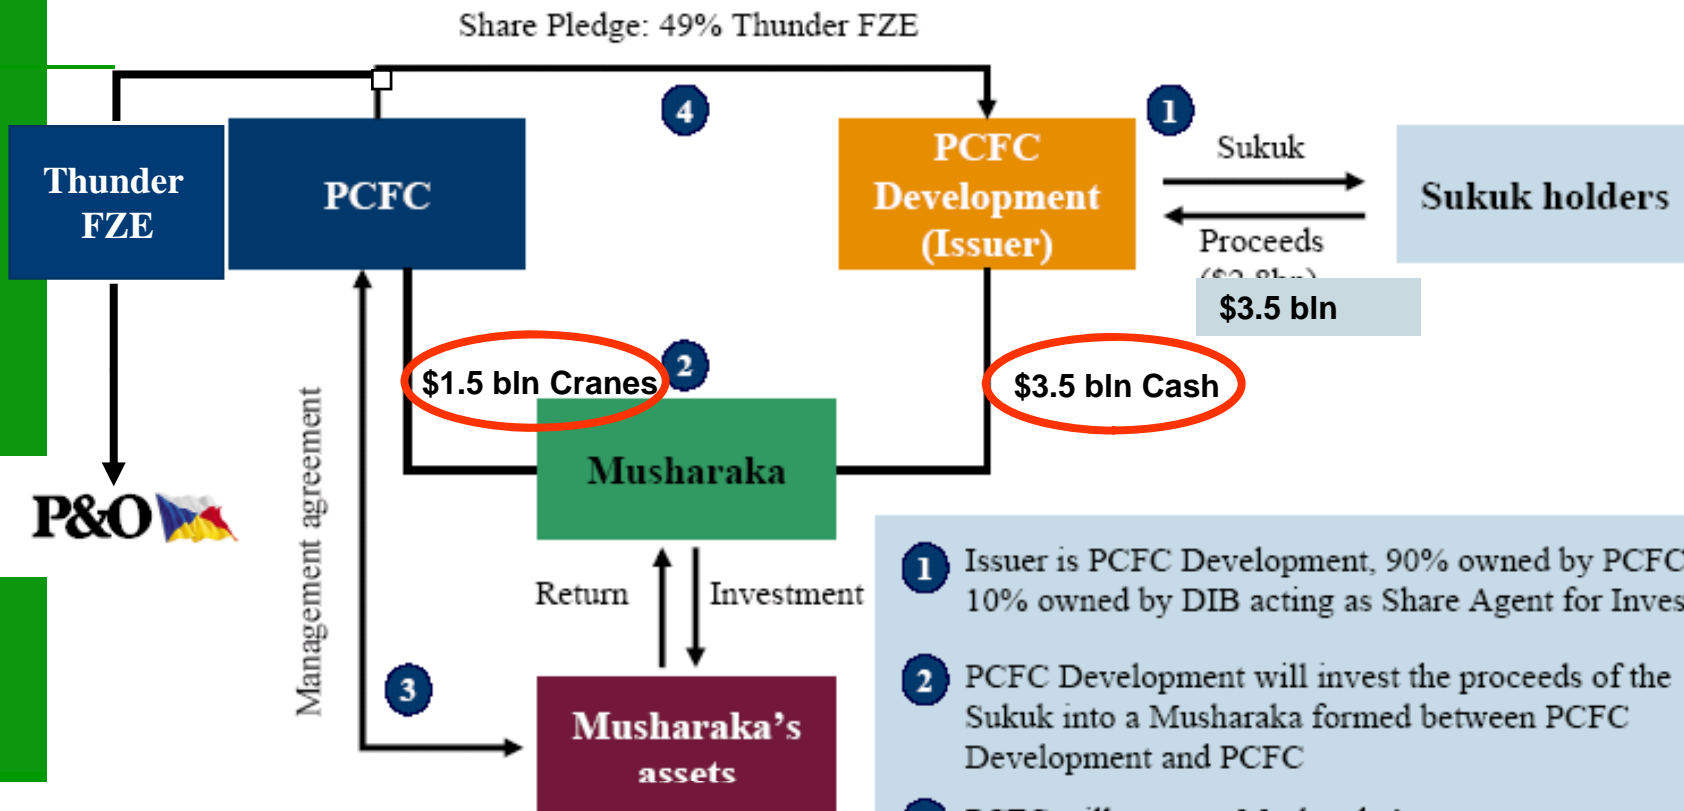 Share Pledge: 49% Thunder FZE
4
1
Thunder
FZE
PCFC
PCFC
Development
(Issuer)
Sukuk
Proceeds
Sukuk holders
$3.5 bln
$1.5 bln Cranes
2
$3.5 bln Cash
Management agreement
Musharaka
P&O
Return
Investment
3
Musharaka's
assets
1 Issuer is PCFC Development, 90% owned by PCFC
10% owned by DIB acting as Share Agent for Inves
2 PCFC Development will invest the proceeds of the
Sukuk into a Musharaka formed between PCFC
Development and PCFC